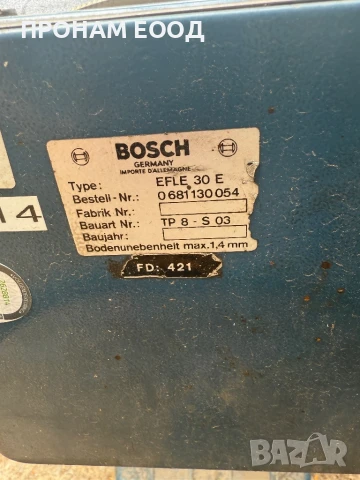 ПРОНАМ ЕООД
BOSCH
GERMANY
IMPORTE D'ALLEMAGNE
Type: EFLE 30 E
Bestell-Nr.: 0 681 130 054
Fabrik Nr.:
Bauart Nr.: TP 8 - S 03
Baujahr:
Bodenunebenheit max. 1,4 mm
FD: 421
14
BAZAR